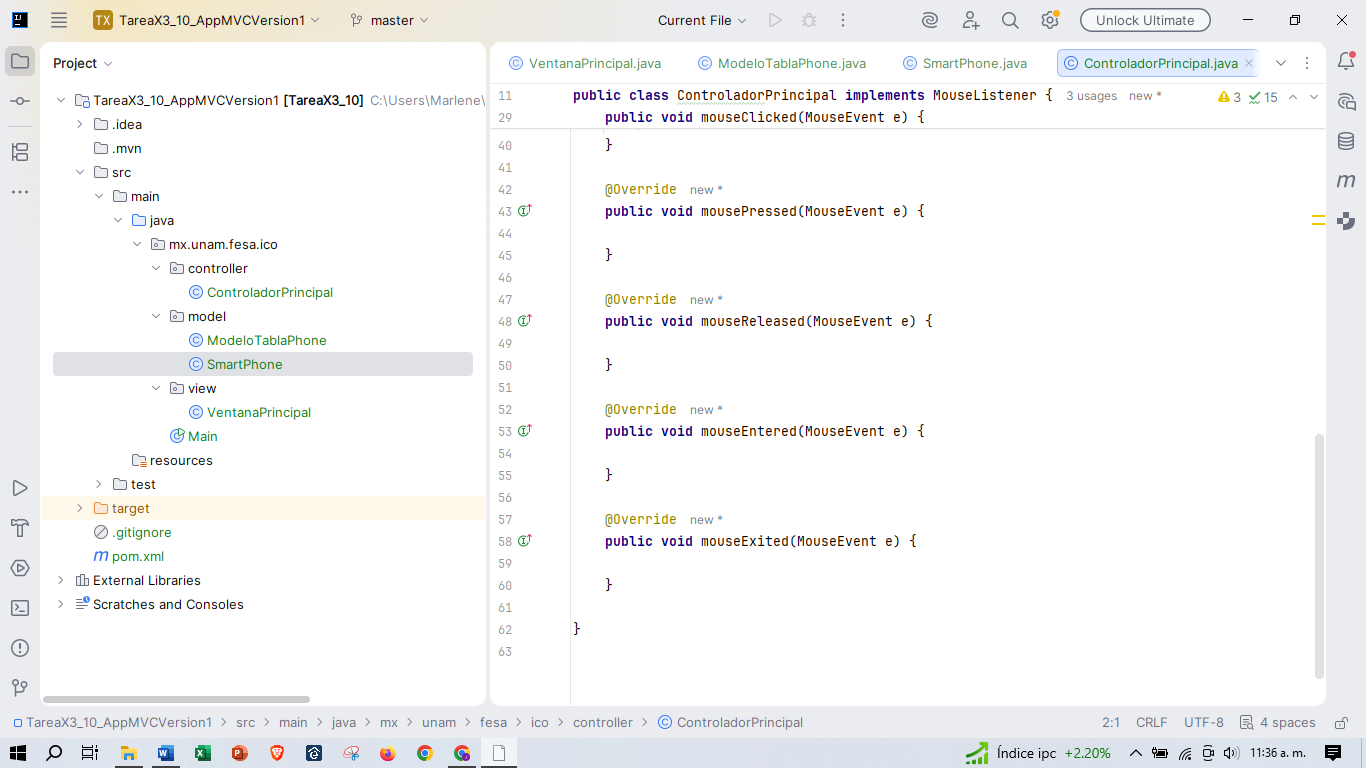 TX TareaX3_10_AppMVCVersion1 master Current File Unlock Ultimate
Project
TareaX3_10_AppMVCVersion1 [TareaX3_10] C:\Users\Marlene\
.idea
.mvn
src
main
java
mx.unam.fesa.ico
controller
ControladorPrincipal
model
ModeloTablaPhone
SmartPhone
view
VentanaPrincipal
Main
resources
test
target
.gitignore
pom.xml
External Libraries
Scratches and Consoles
VentanaPrincipal.java ModeloTablaPhone.java SmartPhone.java ControladorPrincipal.java
11 public class ControladorPrincipal implements MouseListener { 3 usages new * 3 15
29 public void mouseClicked(MouseEvent e) {
40 }
41
42 @Override new *
43 public void mousePressed(MouseEvent e) {
44
45 }
46
47 @Override new *
48 public void mouseReleased(MouseEvent e) {
49
50 }
51
52 @Override new *
53 public void mouseEntered(MouseEvent e) {
54
55 }
56
57 @Override new *
58 public void mouseExited(MouseEvent e) {
59
60 }
61
62 }
63
TareaX3_10_AppMVCVersion1 > src > main > java > mx > unam > fesa > ico > controller > ControladorPrincipal 2:1 CRLF UTF-8 4 spaces
Índice ipc +2.20% 11:36 a. m.